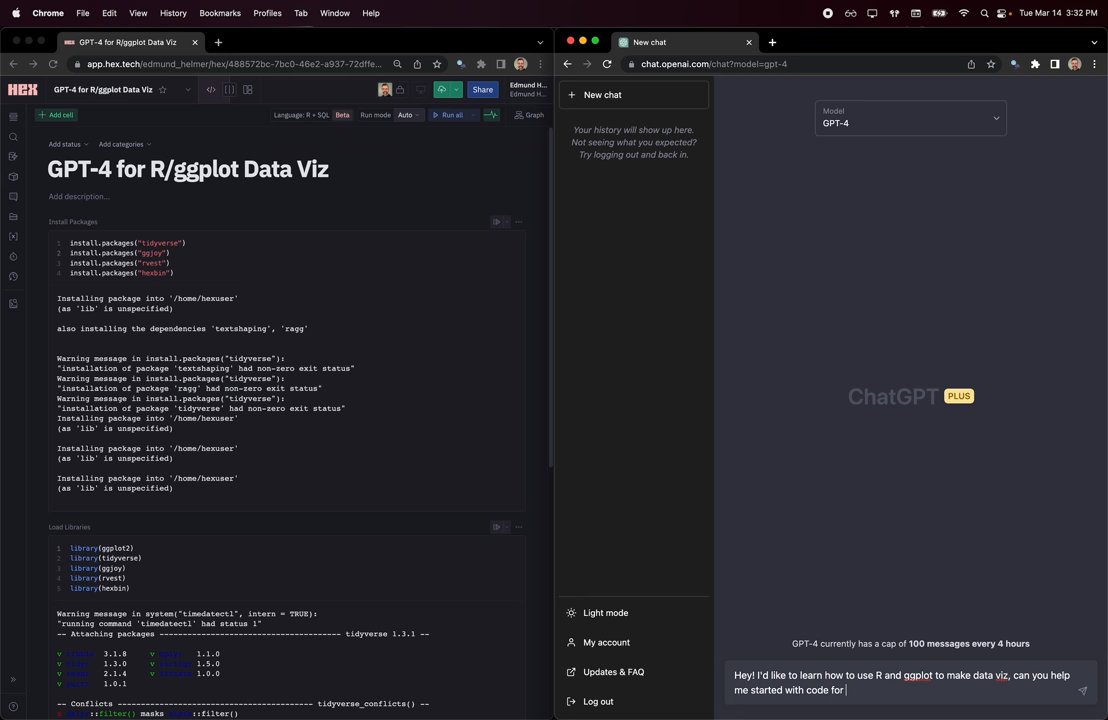 Chrome File Edit View History Bookmarks Profiles Tab Window Help Tue Mar 14 3:32 PM
GPT-4 for R/ggplot Data Viz
app.hex.tech/edmund_helmer/hex/488572bc-7bc0-46e2-a937-72dffe...
HEX GPT-4 for R/ggplot Data Viz Share Edmund H...
Edmund H...
Add cell Language: R + SQL Beta Run mode Auto Run all Graph
Add status Add categories
GPT-4 for R/ggplot Data Viz
Add description...
Install Packages
1 install.packages("tidyverse")
2 install.packages("ggjoy")
3 install.packages("rvest")
4 install.packages("hexbin")
Installing package into '/home/hexuser'
(as 'lib' is unspecified)
also installing the dependencies 'textshaping', 'ragg'
Warning message in install.packages("tidyverse"):
"installation of package 'textshaping' had non-zero exit status"
Warning message in install.packages("tidyverse"):
"installation of package 'ragg' had non-zero exit status"
Warning message in install.packages("tidyverse"):
"installation of package 'tidyverse' had non-zero exit status"
Installing package into '/home/hexuser'
(as 'lib' is unspecified)
Installing package into '/home/hexuser'
(as 'lib' is unspecified)
Installing package into '/home/hexuser'
(as 'lib' is unspecified)
Load Libraries
1 library(ggplot2)
2 library(tidyverse)
3 library(ggjoy)
4 library(rvest)
5 library(hexbin)
Warning message in system("timedatectl", intern = TRUE):
"running command 'timedatectl' had status 1"
-- Attaching packages --------------------------------------- tidyverse 1.3.1 --
v 3.1.8 v 1.1.0
v 1.3.0 v 1.5.0
v 2.1.4 v 1.0.0
v 1.0.1
-- Conflicts ------------------------------------------ tidyverse_conflicts() --
::filter() masks ::filter()
New chat
chat.openai.com/chat?model=gpt-4
New chat
Your history will show up here.
Not seeing what you expected?
Try logging out and back in.
Light mode
My account
Updates & FAQ
Log out
Model
GPT-4
ChatGPT PLUS
GPT-4 currently has a cap of 100 messages every 4 hours
Hey! I'd like to learn how to use R and ggplot to make data viz, can you help
me started with code for